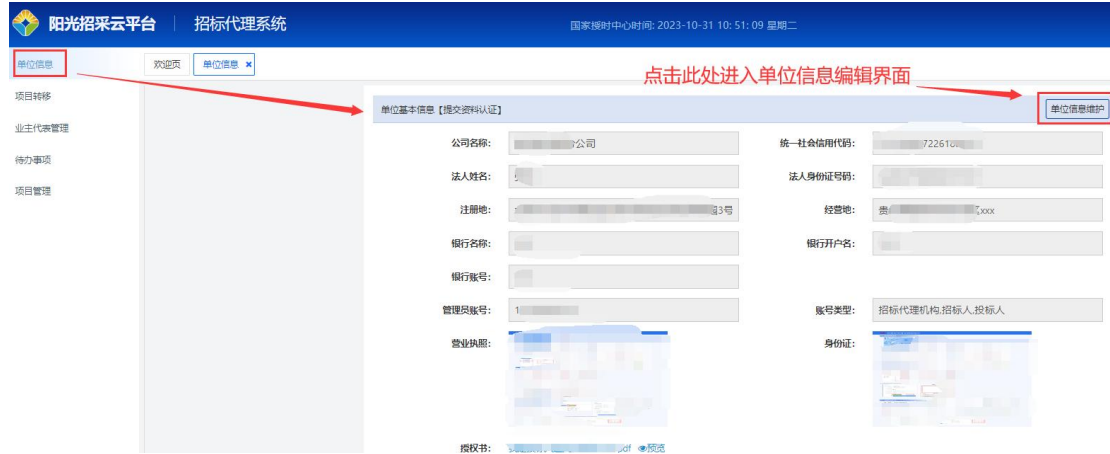 阳光招采云平台 招标代理系统 国家授时中心时间: 2023-10-31 10: 51: 09 星期二
单位信息 欢迎页 单位信息 ×
点击此处进入单位信息编辑界面
项目转移
单位基本信息【提交资料认证】 单位信息维护
业主代表管理
公司名称: 公司 统一社会信用代码: 72261
待办事项
法人姓名: 法人身份证号码:
项目管理
注册地: 3号 经营地: 贵 xxx
银行名称: 银行开户名:
银行账号:
管理员账号: 1 账号类型: 招标代理机构,招标人,投标人
营业执照: 身份证:
授权书: pdf 预览